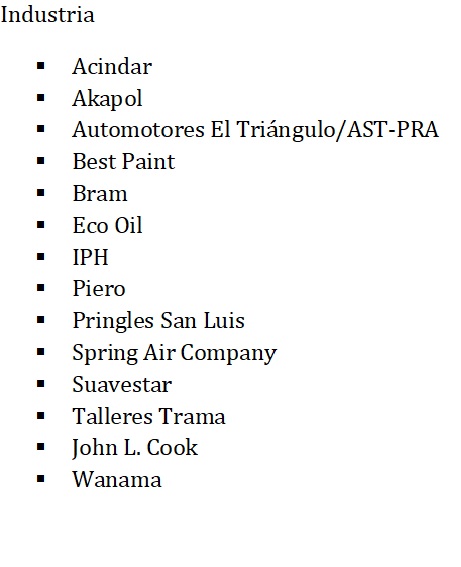 Industria
▪ Acindar
▪ Akapol
▪ Automotores El Triángulo/AST-PRA
▪ Best Paint
▪ Bram
▪ Eco Oil
▪ IPH
▪ Piero
▪ Pringles San Luis
▪ Spring Air Company
▪ Suavestar
▪ Talleres Trama
▪ John L. Cook
▪ Wanama